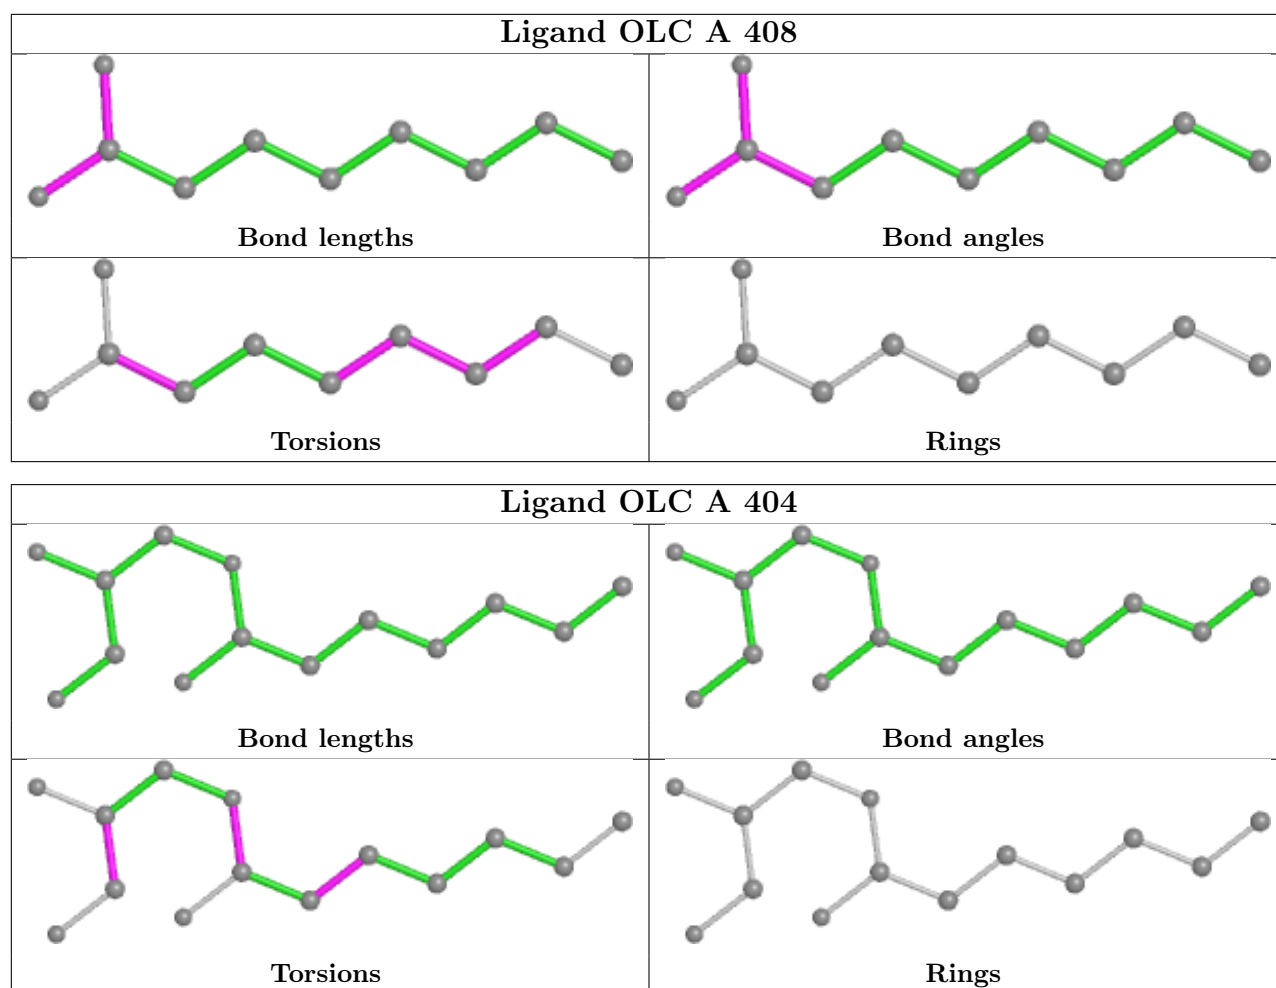 Ligand OLC A 408
Bond lengths
Bond angles
Torsions
Rings
Ligand OLC A 404
Bond lengths
Bond angles
Torsions
Rings